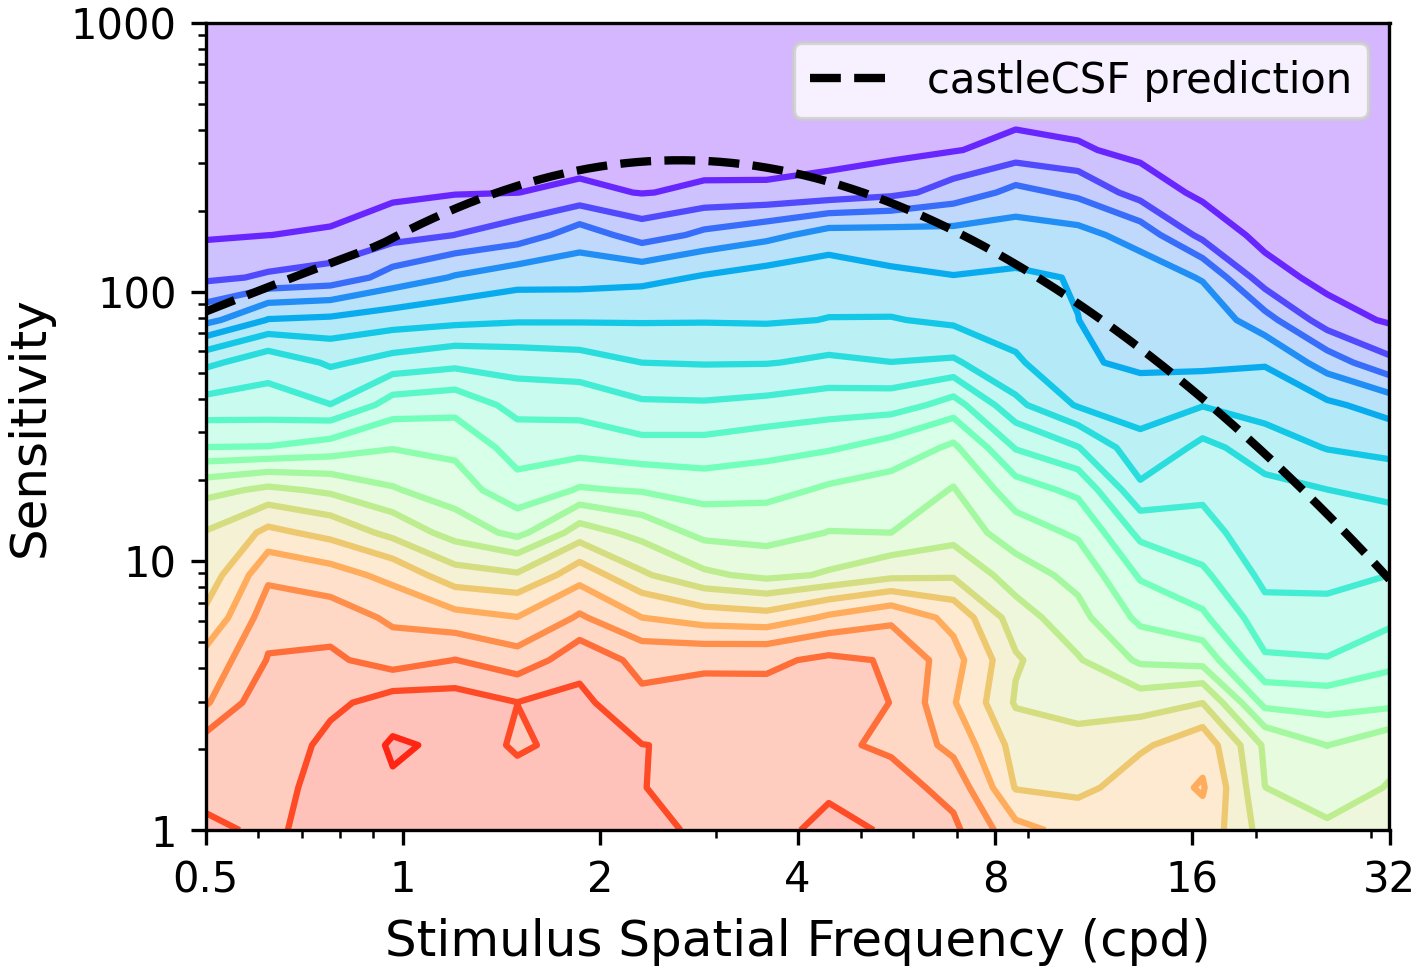 1000
100
10
1
Sensitivity
castleCSF prediction
0.5 1 2 4 8 16 32
Stimulus Spatial Frequency (cpd)